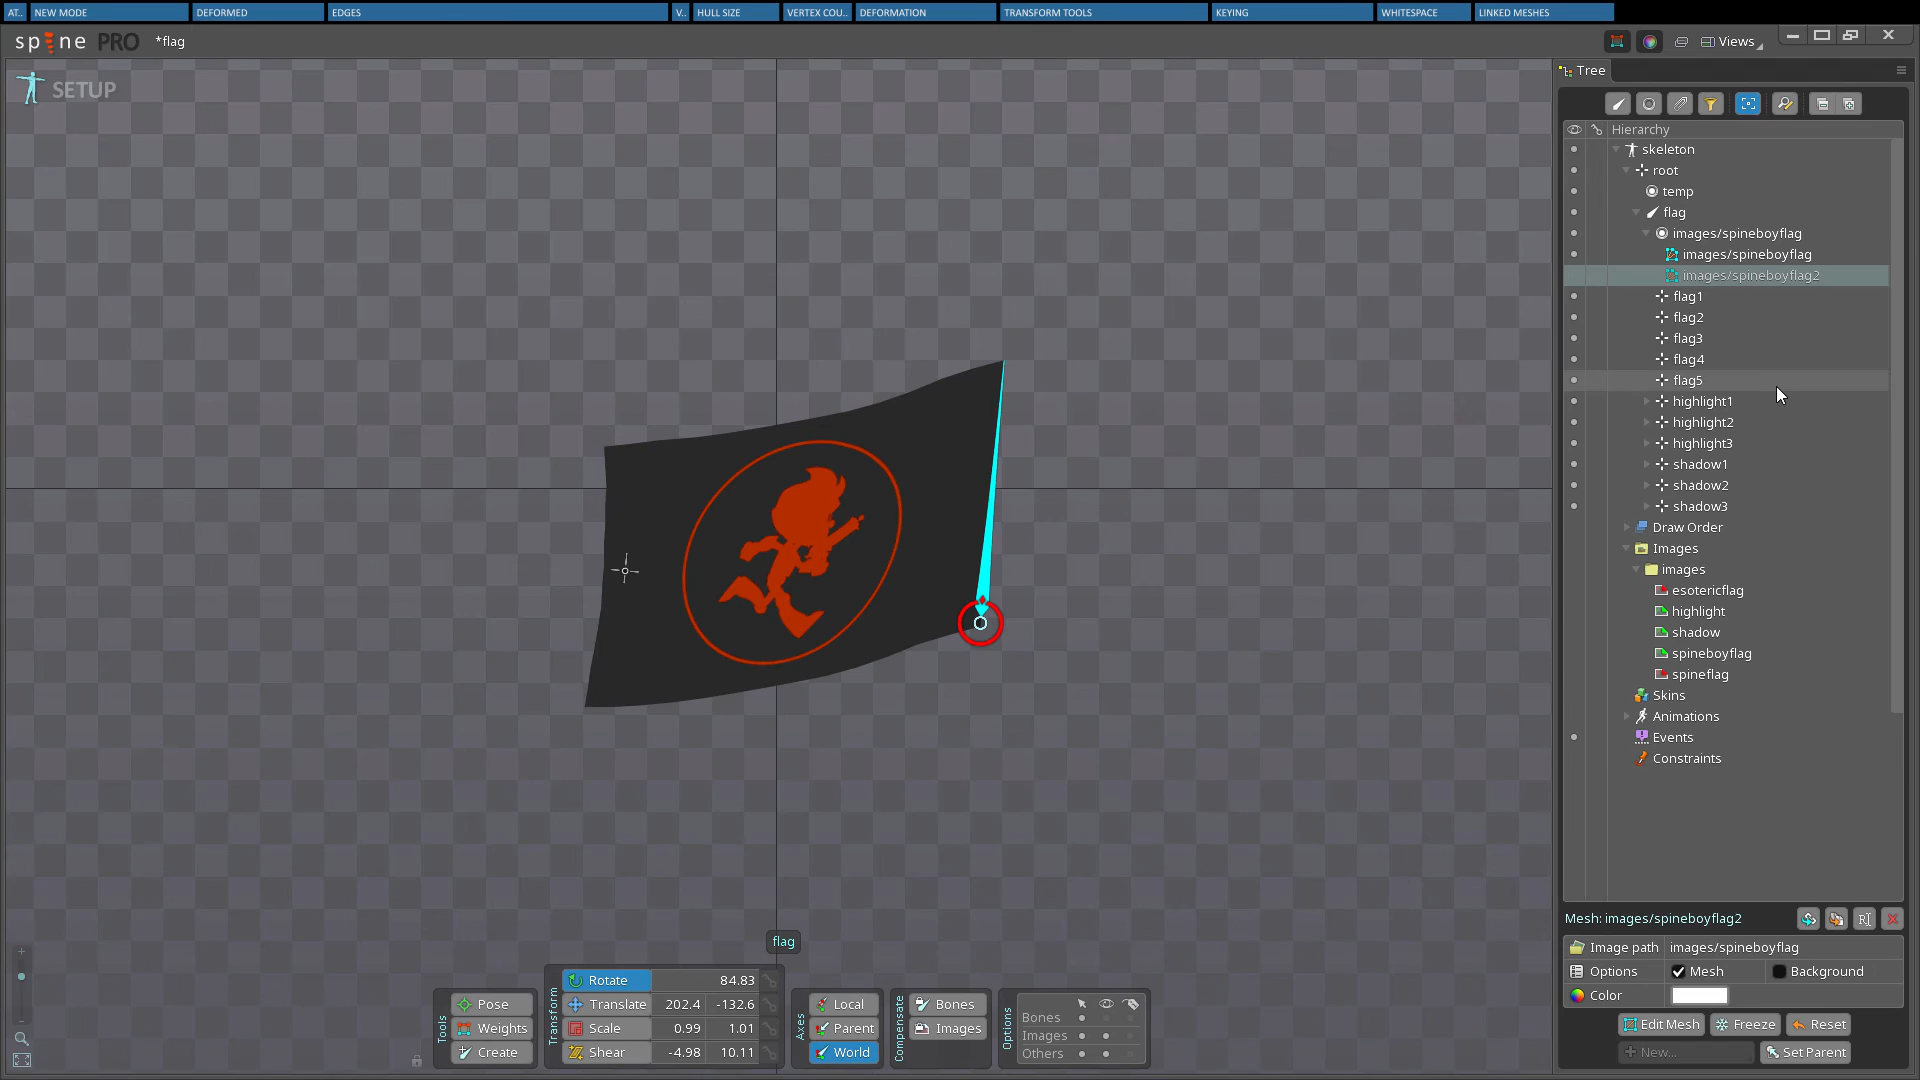 AT.. NEW MODE DEFORMED EDGES V.. HULL SIZE VERTEX COU.. DEFORMATION TRANSFORM TOOLS KEYING WHITESPACE LINKED MESHES
spine PRO *flag Views
SETUP
Tree
Hierarchy
skeleton
root
temp
flag
images/spineboyflag
images/spineboyflag
images/spineboyflag2
flag1
flag2
flag3
flag4
flag5
highlight1
highlight2
highlight3
shadow1
shadow2
shadow3
Draw Order
Images
images
esotericflag
highlight
shadow
spineboyflag
spineflag
Skins
Animations
Events
Constraints
Mesh: images/spineboyflag2
Image path images/spineboyflag
Options Mesh Background
Color
Edit Mesh Freeze Reset
New... Set Parent
flag
Tools
Pose
Weights
Create
Transform
Rotate 84.83
Translate 202.4 -132.6
Scale 0.99 1.01
Shear -4.98 10.11
Axes
Local
Parent
World
Compensate
Bones
Images
Options
Bones
Images
Others